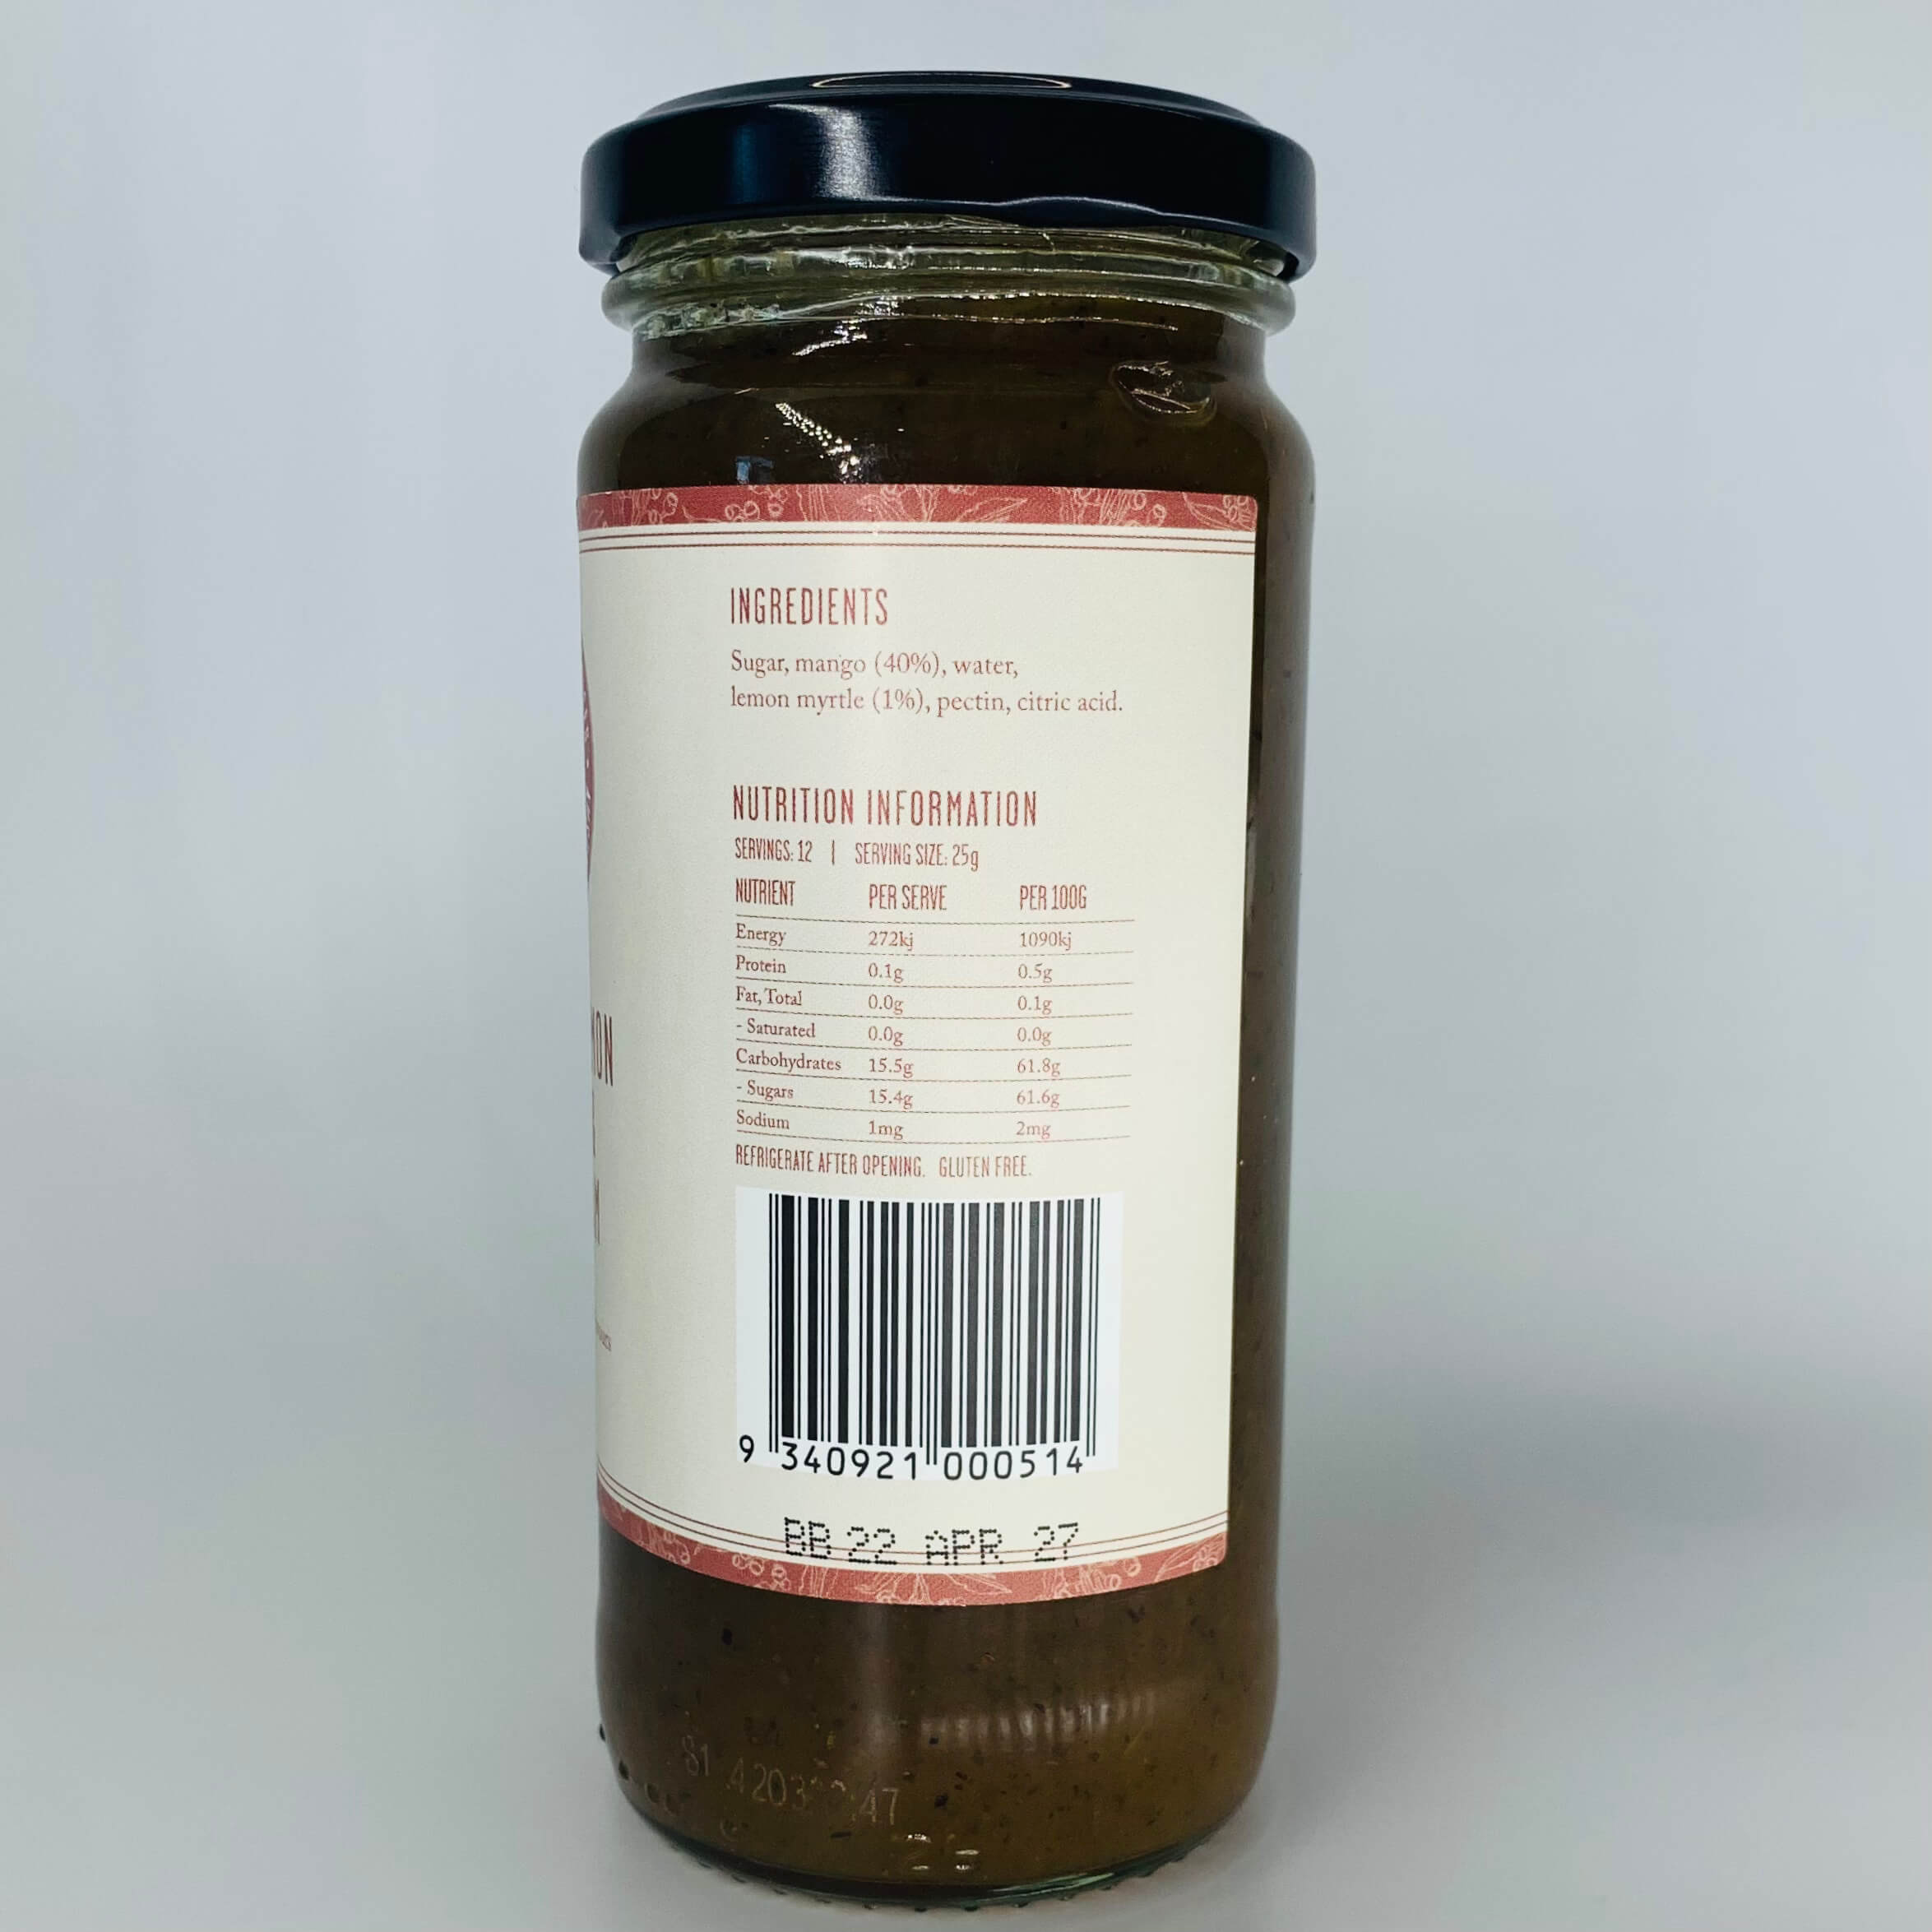 INGREDIENTS
Sugar, mango (40%), water,
lemon myrtle (1%), pectin, citric acid.
NUTRITION INFORMATION
SERVINGS: 12 | SERVING SIZE: 25g
NUTRIENT PER SERVE PER 100G
Energy 272kj 1090kj
Protein 0.1g 0.5g
Fat, Total 0.0g 0.1g
- Saturated 0.0g 0.0g
Carbohydrates 15.5g 61.8g
- Sugars 15.4g 61.6g
Sodium 1mg 2mg
REFRIGERATE AFTER OPENING. GLUTEN FREE.
9 340921 000514
BB 22 APR 27